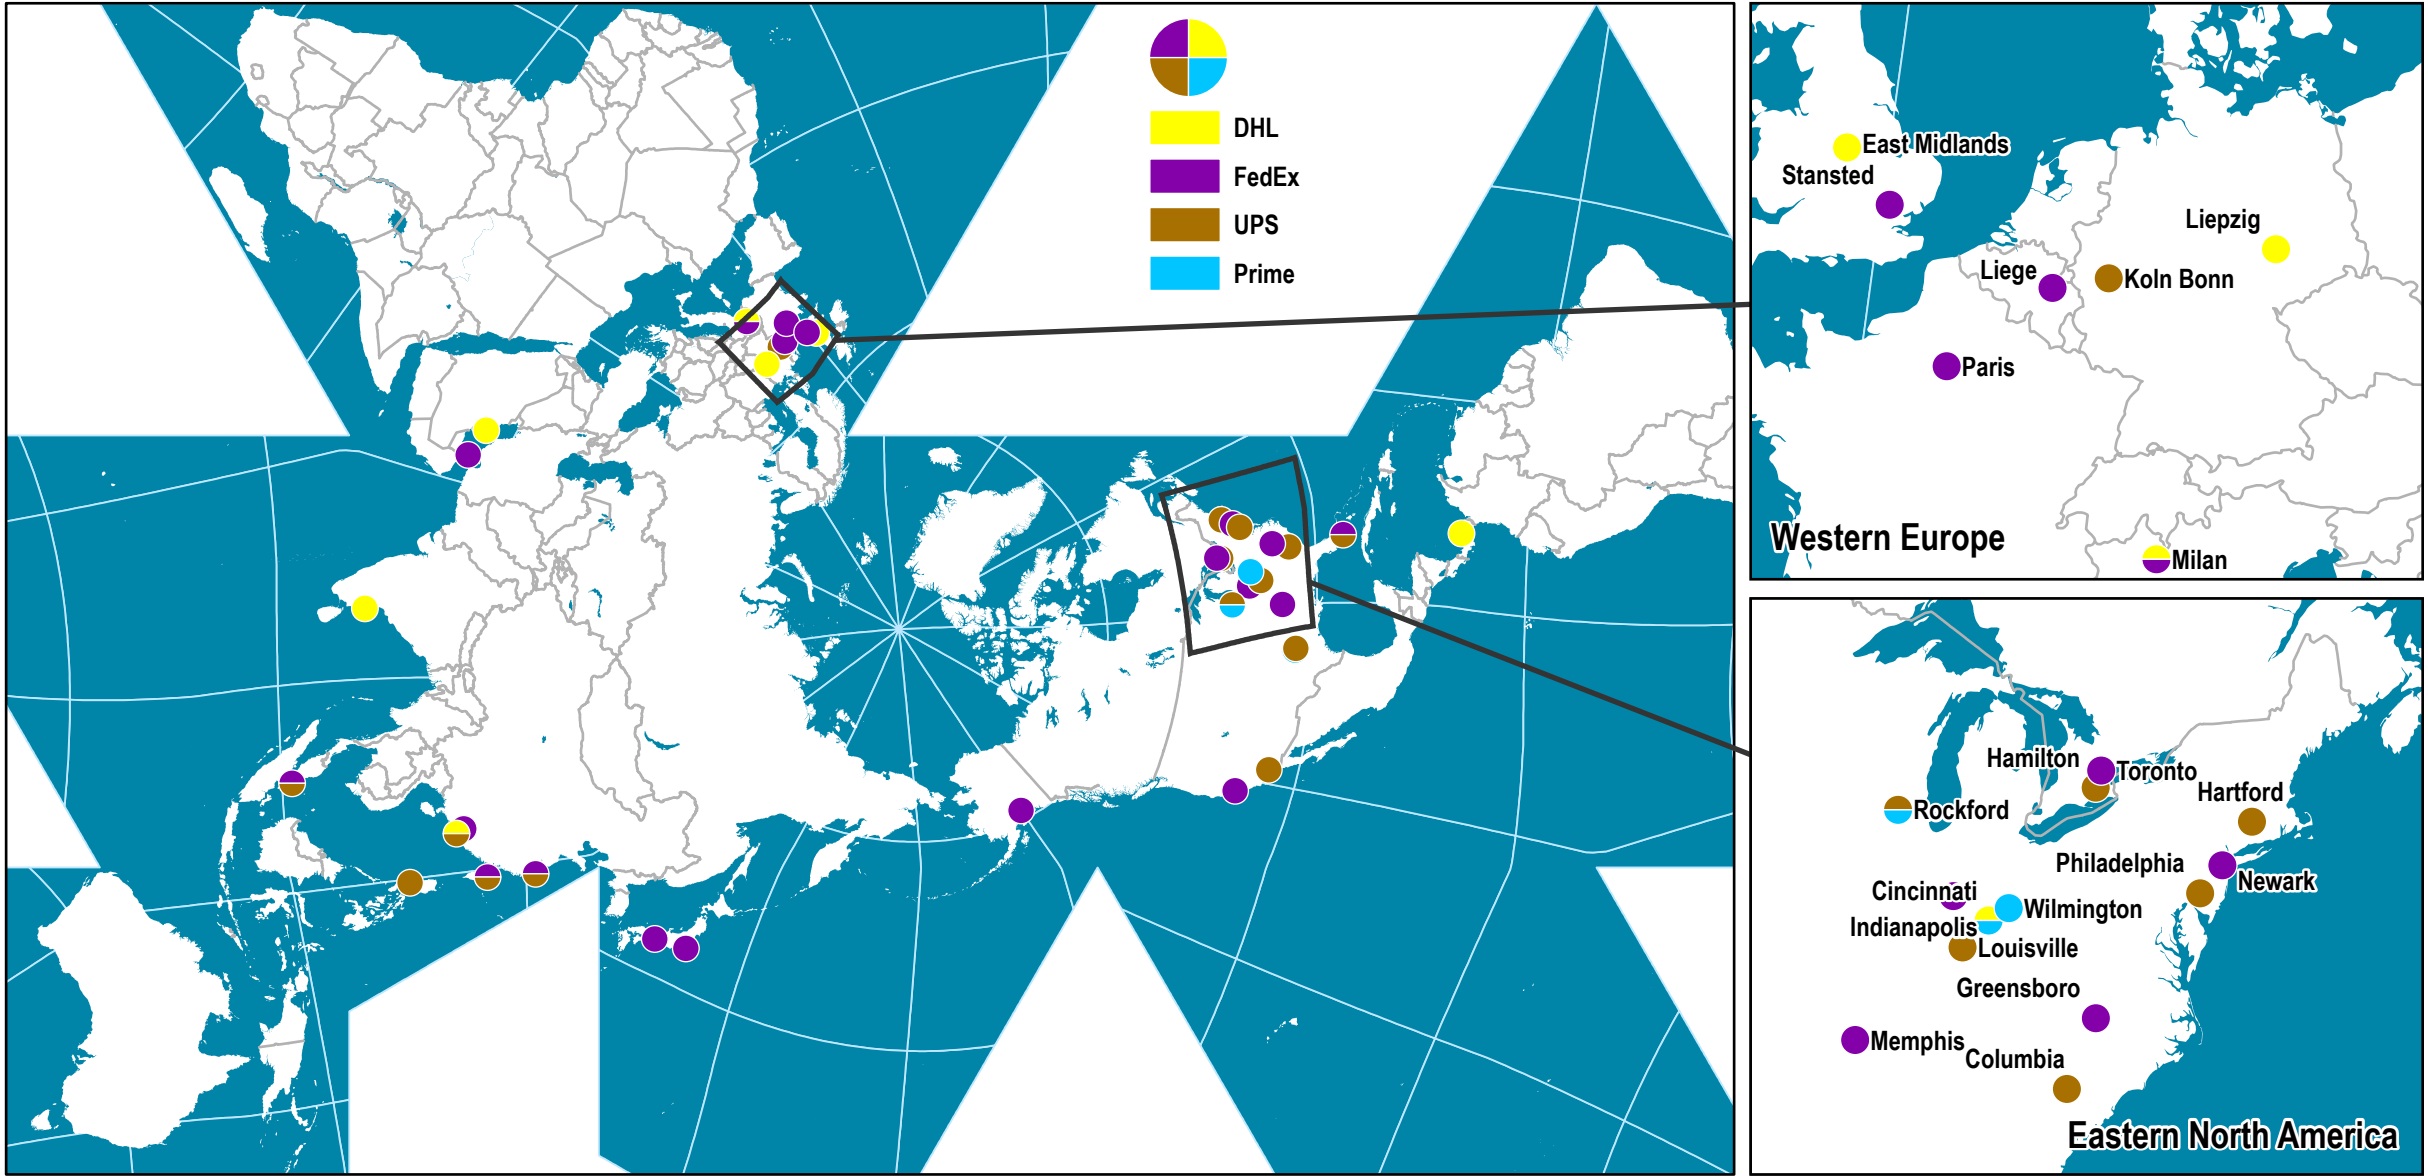 DHL
FedEx
UPS
Prime
East Midlands
Stansted
Liepzig
Liege
Koln Bonn
Paris
Western Europe
Milan
Hamilton
Toronto
Hartford
Rockford
Philadelphia
Newark
Cincinnati
Wilmington
Indianapolis
Louisville
Greensboro
Memphis
Columbia
Eastern North America